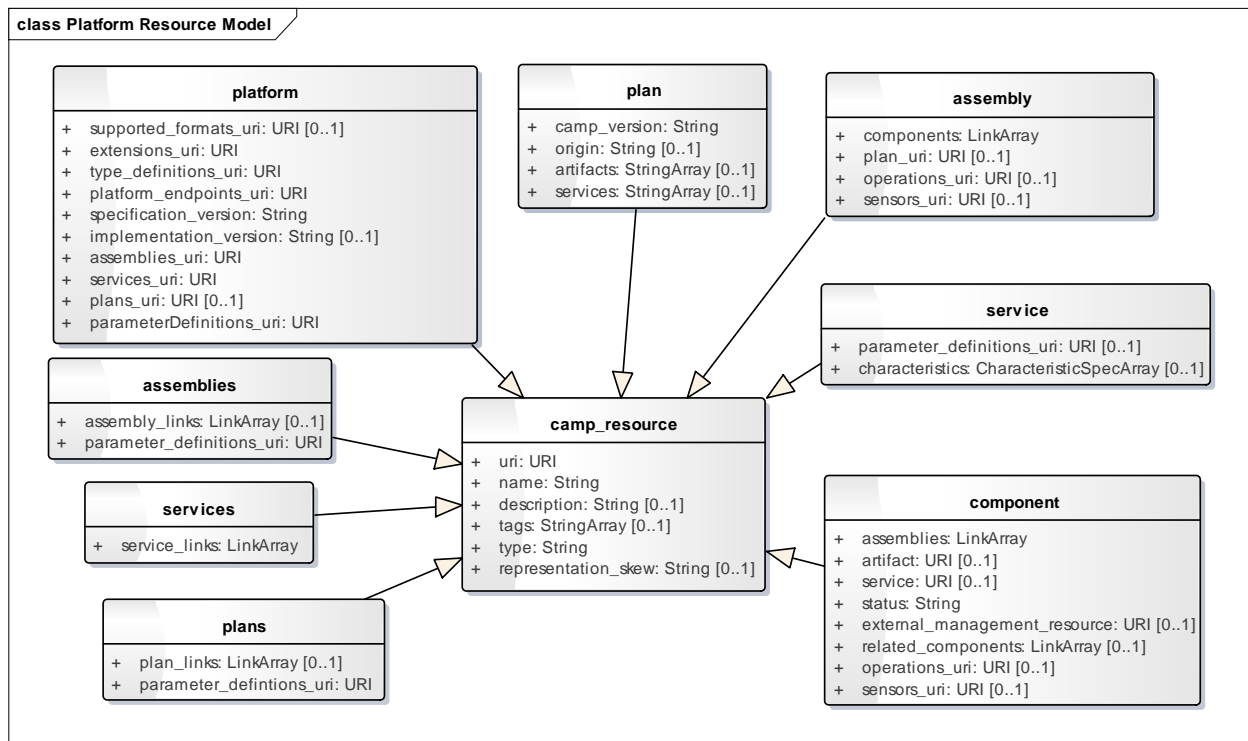 class Platform Resource Model
platform
+ supported_formats_uri: URI [0..1]
+ extensions_uri: URI
+ type_definitions_uri: URI
+ platform_endpoints_uri: URI
+ specification_version: String
+ implementation_version: String [0..1]
+ assemblies_uri: URI
+ services_uri: URI
+ plans_uri: URI [0..1]
+ parameterDefinitions_uri: URI
plan
+ camp_version: String
+ origin: String [0..1]
+ artifacts: StringArray [0..1]
+ services: StringArray [0..1]
assembly
+ components: LinkArray
+ plan_uri: URI [0..1]
+ operations_uri: URI [0..1]
+ sensors_uri: URI [0..1]
service
+ parameter_definitions_uri: URI [0..1]
+ characteristics: CharacteristicSpecArray [0..1]
assemblies
+ assembly_links: LinkArray [0..1]
+ parameter_definitions_uri: URI
camp_resource
+ uri: URI
+ name: String
+ description: String [0..1]
+ tags: StringArray [0..1]
+ type: String
+ representation_skew: String [0..1]
services
+ service_links: LinkArray
component
+ assemblies: LinkArray
+ artifact: URI [0..1]
+ service: URI [0..1]
+ status: String
+ external_management_resource: URI [0..1]
+ related_components: LinkArray [0..1]
+ operations_uri: URI [0..1]
+ sensors_uri: URI [0..1]
plans
+ plan_links: LinkArray [0..1]
+ parameter_defintions_uri: URI